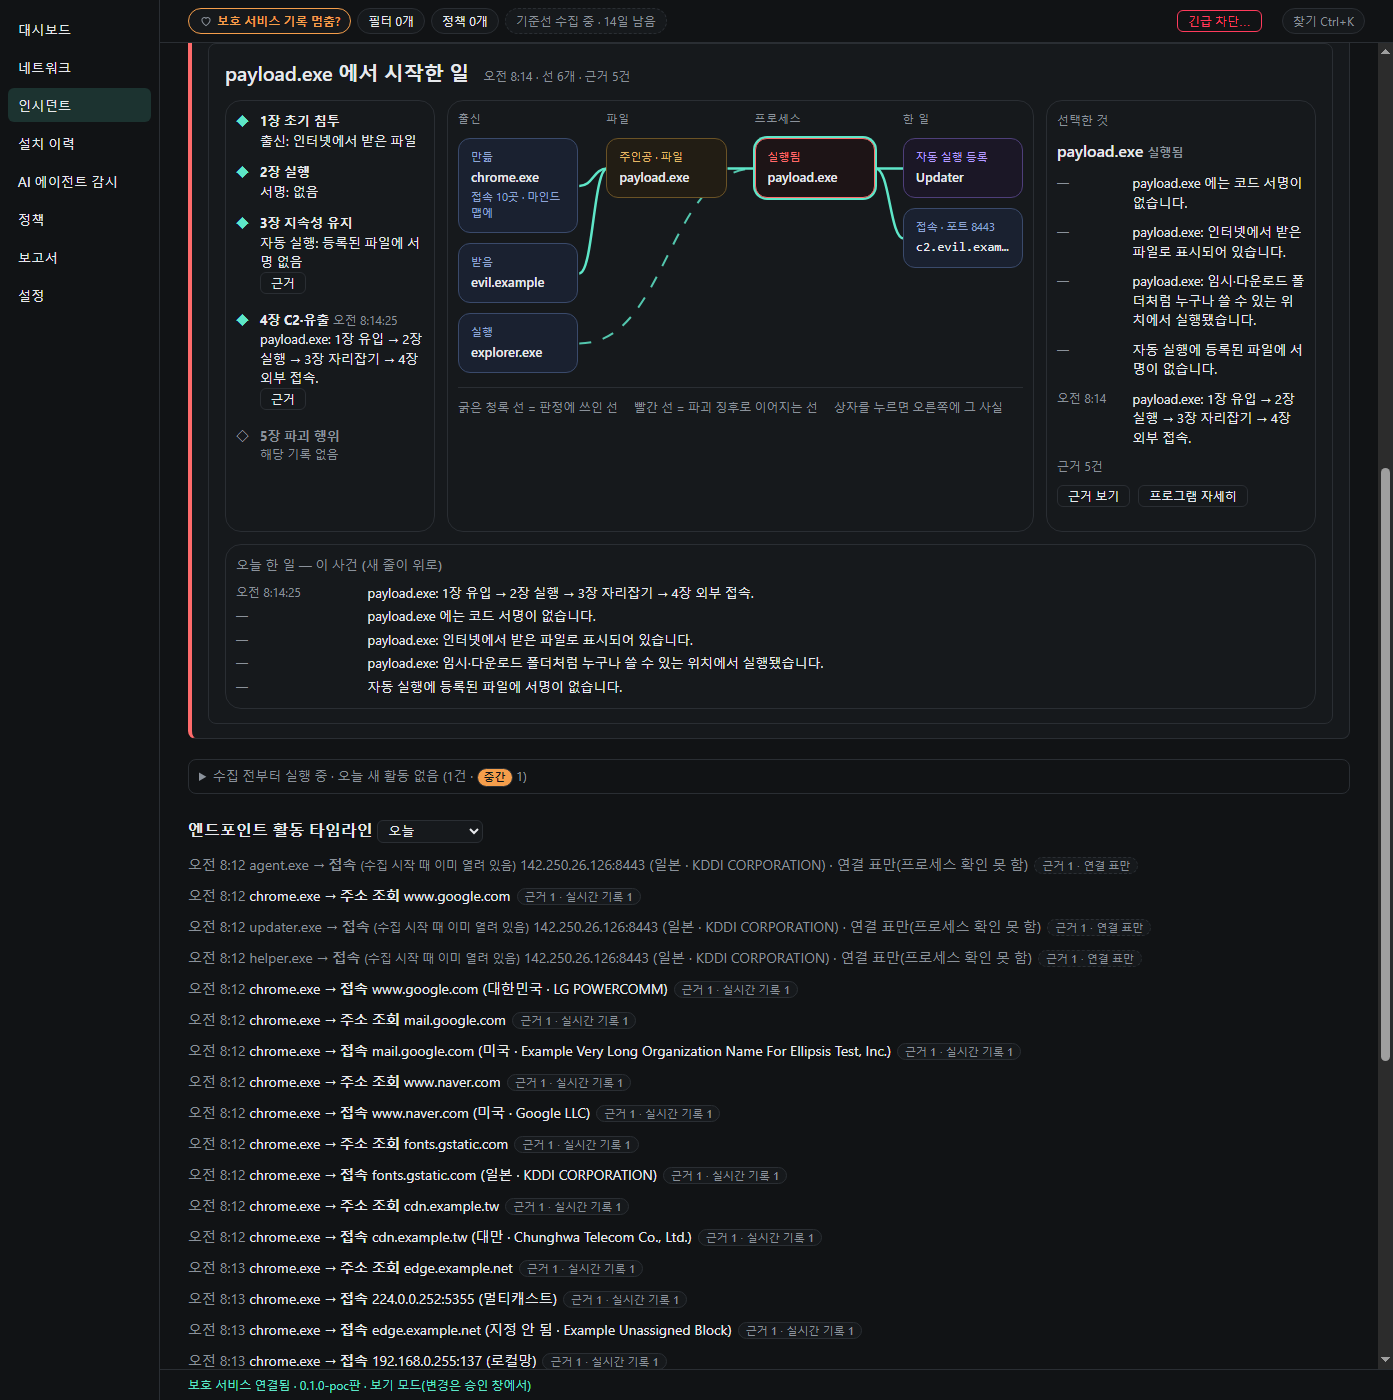 대시보드
네트워크
인시던트
설치 이력
AI 에이전트 감시
정책
보고서
설정
♡ 보호 서비스 기록 멈춤?
필터 0개
정책 0개
기준선 수집 중 · 14일 남음
긴급 차단...
찾기 Ctrl+K
payload.exe 에서 시작한 일
오전 8:14 · 선 6개 · 근거 5건
1장 초기 침투
출신: 인터넷에서 받은 파일
2장 실행
서명: 없음
3장 지속성 유지
자동 실행: 등록된 파일에 서
명 없음
근거
4장 C2·유출 오전 8:14:25
payload.exe: 1장 유입 → 2장
실행 → 3장 자리잡기 → 4장
외부 접속.
근거
5장 파괴 행위
해당 기록 없음
출신
파일
프로세스
한 일
만듦
chrome.exe
접속 10곳 · 마인드
맵에
받음
evil.example
실행
explorer.exe
주인공 · 파일
payload.exe
실행됨
payload.exe
자동 실행 등록
Updater
접속 · 포트 8443
c2.evil.exam…
굵은 청록 선 = 판정에 쓰인 선
빨간 선 = 파괴 징후로 이어지는 선
상자를 누르면 오른쪽에 그 사실
선택한 것
payload.exe 실행됨
— payload.exe 에는 코드 서명이
없습니다.
— payload.exe: 인터넷에서 받은
파일로 표시되어 있습니다.
— payload.exe: 임시·다운로드 폴
더처럼 누구나 쓸 수 있는 위
치에서 실행됐습니다.
— 자동 실행에 등록된 파일에 서
명이 없습니다.
오전 8:14 payload.exe: 1장 유입 → 2장
실행 → 3장 자리잡기 → 4장
외부 접속.
근거 5건
근거 보기
프로그램 자세히
오늘 한 일 — 이 사건 (새 줄이 위로)
오전 8:14:25 payload.exe: 1장 유입 → 2장 실행 → 3장 자리잡기 → 4장 외부 접속.
— payload.exe 에는 코드 서명이 없습니다.
— payload.exe: 인터넷에서 받은 파일로 표시되어 있습니다.
— payload.exe: 임시·다운로드 폴더처럼 누구나 쓸 수 있는 위치에서 실행됐습니다.
— 자동 실행에 등록된 파일에 서명이 없습니다.
▶ 수집 전부터 실행 중 · 오늘 새 활동 없음 (1건 · 중간 1)
엔드포인트 활동 타임라인 오늘
오전 8:12 agent.exe → 접속 (수집 시작 때 이미 열려 있음) 142.250.26.126:8443 (일본 · KDDI CORPORATION) · 연결 표만(프로세스 확인 못 함) 근거 1 · 연결 표만
오전 8:12 chrome.exe → 주소 조회 www.google.com 근거 1 · 실시간 기록 1
오전 8:12 updater.exe → 접속 (수집 시작 때 이미 열려 있음) 142.250.26.126:8443 (일본 · KDDI CORPORATION) · 연결 표만(프로세스 확인 못 함) 근거 1 · 연결 표만
오전 8:12 helper.exe → 접속 (수집 시작 때 이미 열려 있음) 142.250.26.126:8443 (일본 · KDDI CORPORATION) · 연결 표만(프로세스 확인 못 함) 근거 1 · 연결 표만
오전 8:12 chrome.exe → 접속 www.google.com (대한민국 · LG POWERCOMM) 근거 1 · 실시간 기록 1
오전 8:12 chrome.exe → 주소 조회 mail.google.com 근거 1 · 실시간 기록 1
오전 8:12 chrome.exe → 접속 mail.google.com (미국 · Example Very Long Organization Name For Ellipsis Test, Inc.) 근거 1 · 실시간 기록 1
오전 8:12 chrome.exe → 주소 조회 www.naver.com 근거 1 · 실시간 기록 1
오전 8:12 chrome.exe → 접속 www.naver.com (미국 · Google LLC) 근거 1 · 실시간 기록 1
오전 8:12 chrome.exe → 주소 조회 fonts.gstatic.com 근거 1 · 실시간 기록 1
오전 8:12 chrome.exe → 접속 fonts.gstatic.com (일본 · KDDI CORPORATION) 근거 1 · 실시간 기록 1
오전 8:12 chrome.exe → 주소 조회 cdn.example.tw 근거 1 · 실시간 기록 1
오전 8:12 chrome.exe → 접속 cdn.example.tw (대만 · Chunghwa Telecom Co., Ltd.) 근거 1 · 실시간 기록 1
오전 8:13 chrome.exe → 주소 조회 edge.example.net 근거 1 · 실시간 기록 1
오전 8:13 chrome.exe → 접속 224.0.0.252:5355 (멀티캐스트) 근거 1 · 실시간 기록 1
오전 8:13 chrome.exe → 접속 edge.example.net (지정 안 됨 · Example Unassigned Block) 근거 1 · 실시간 기록 1
오전 8:13 chrome.exe → 접속 192.168.0.255:137 (로컬망) 근거 1 · 실시간 기록 1
보호 서비스 연결됨 · 0.1.0-poc판 · 보기 모드(변경은 승인 창에서)